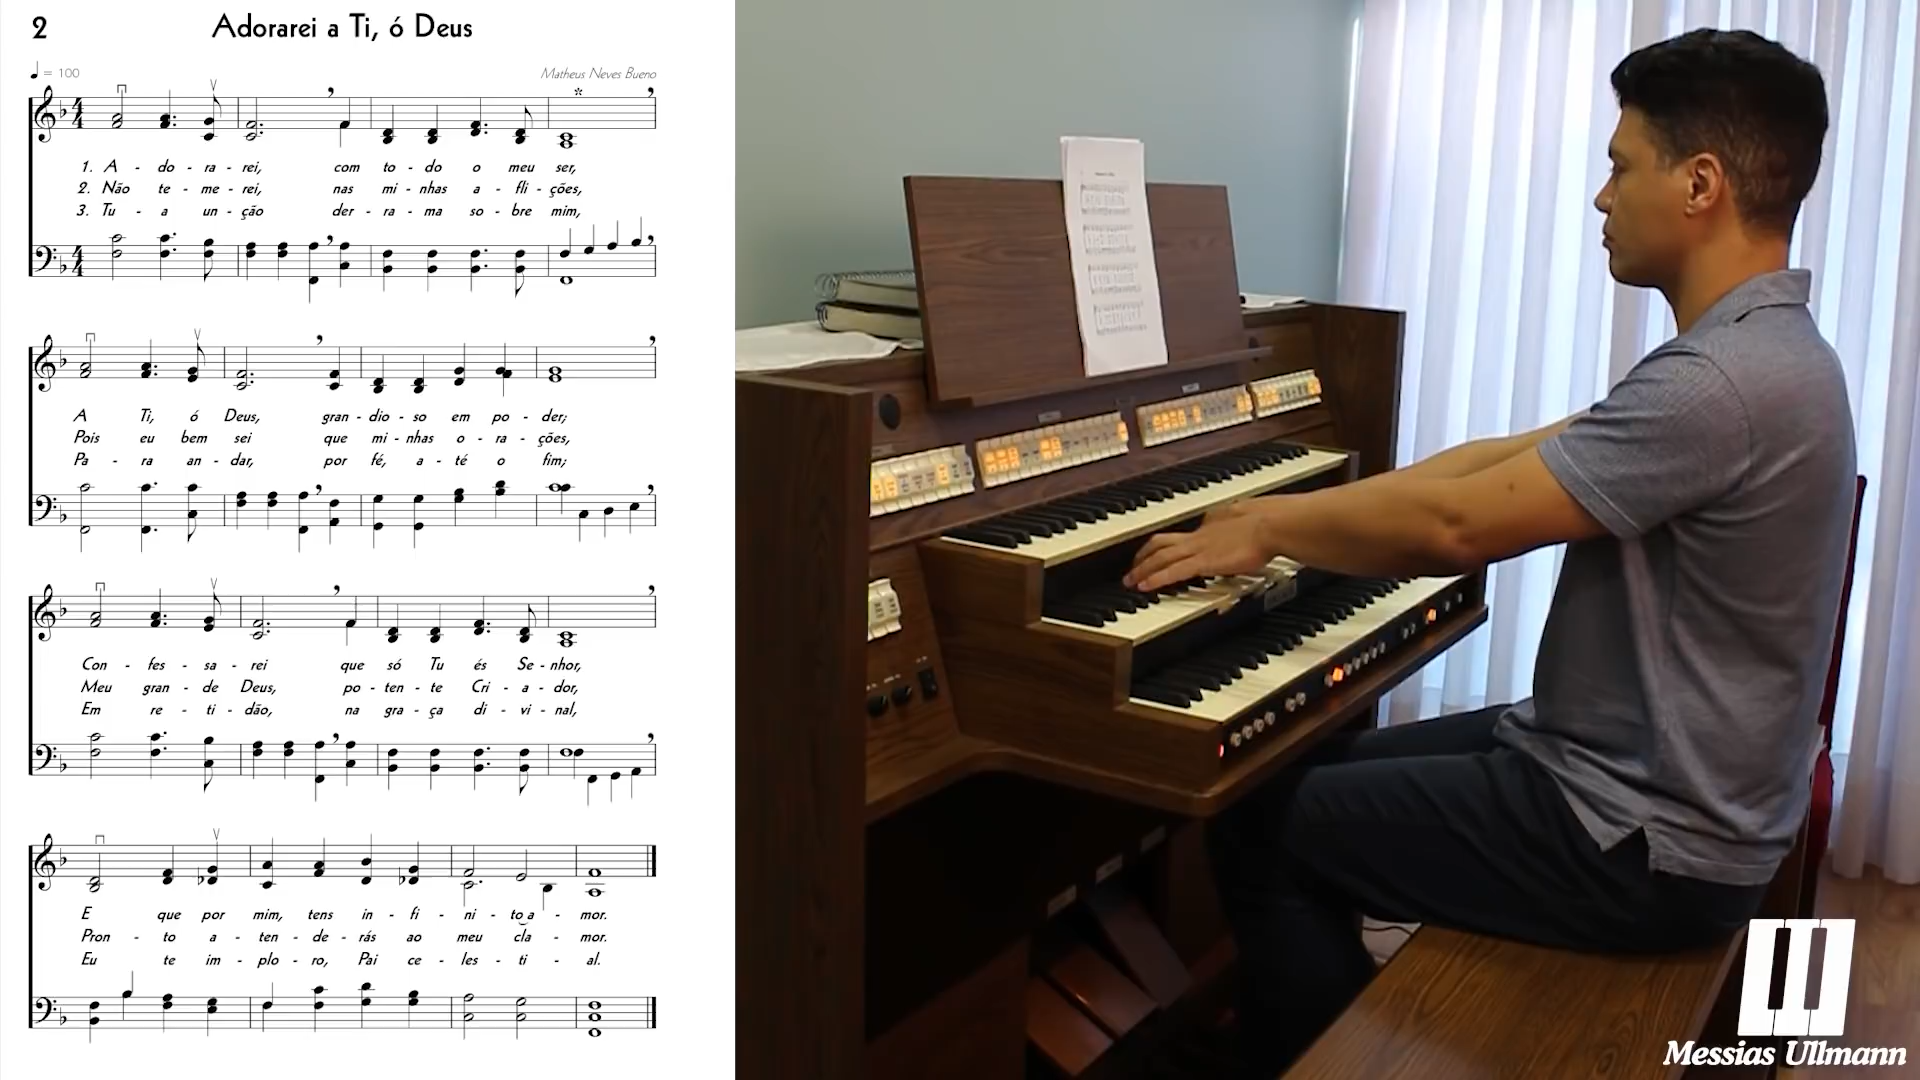 2
Adorarei a Ti, ó Deus
= 100
Matheus Neves Bueno
1. A - do - ra - rei, com to - do o meu ser,
2. Não te - me - rei, nas mi - nhas a - fli - ções,
3. Tu - a un - ção der - ra - ma so - bre mim,
A Ti, ó Deus, gran - dio - so em po - der;
Pois eu bem sei que mi - nhas o - ra - ções,
Pa - ra an - dar, por fé, a - té o fim;
Con - fes - sa - rei que só Tu és Se - nhor,
Meu gran - de Deus, po - ten - te Cri - a - dor,
Em re - ti - dão, na gra - ça di - vi - nal,
E que por mim, tens in - fi - ni - to a - mor.
Pron - to a - ten - de - rás ao meu cla - mor.
Eu te im - plo - ro, Pai ce - les - ti - al.
Messias Ullmann